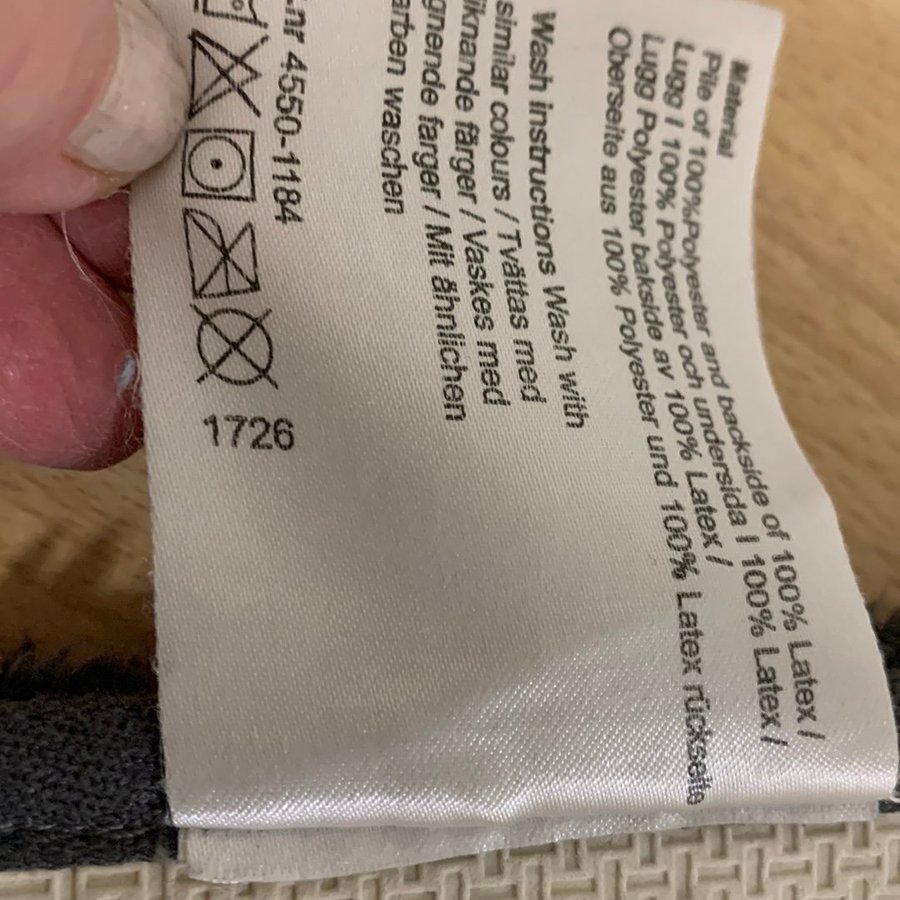 Material
Pile of 100%Polyester and backside of 100% Latex /
Lugg I 100% Polyester och undersida I 100% Latex /
Lugg Polyester bakside av 100% Latex /
Oberseite aus 100% Polyester und 100% Latex rückseite
Wash instructions Wash with
similar colours / Tvättas med
liknande färger / Vaskes med
gnende farger / Mit ähnlichen
arben waschen
-nr 4550-1184
1726